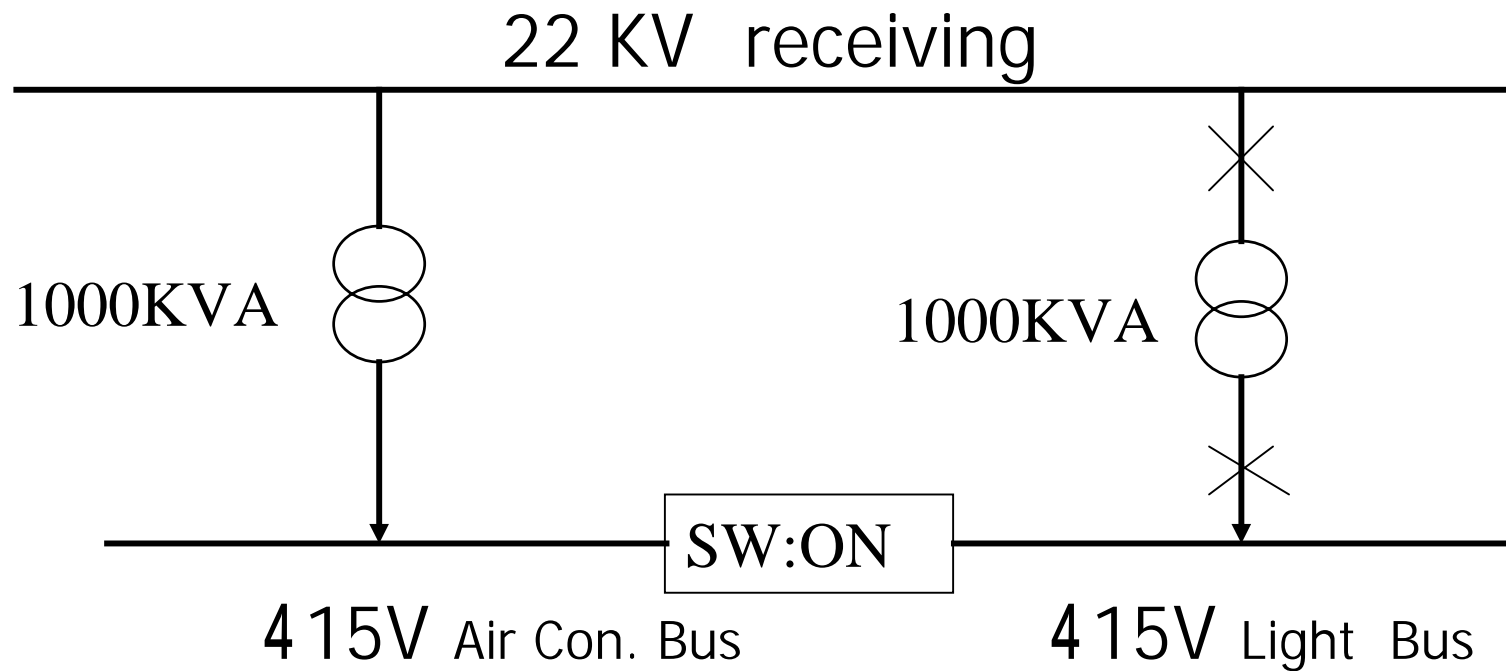 22 KV receiving
1000KVA
1000KVA
SW:ON
415V Air Con. Bus
415V Light Bus